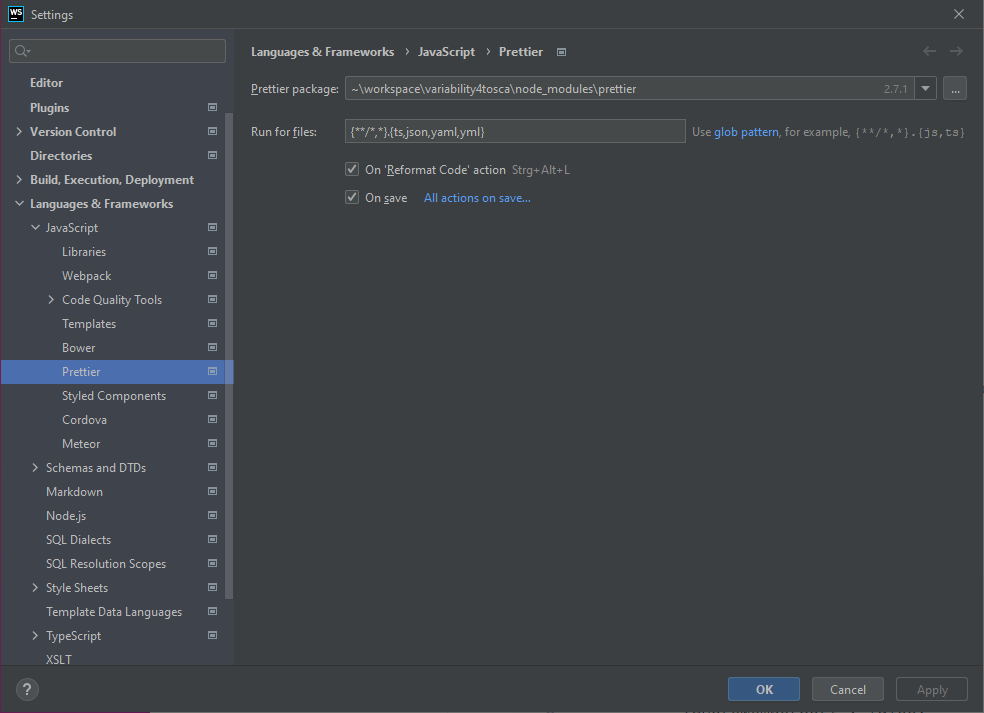 WS Settings
Editor
Plugins
Version Control
Directories
Build, Execution, Deployment
Languages & Frameworks
JavaScript
Libraries
Webpack
Code Quality Tools
Templates
Bower
Prettier
Styled Components
Cordova
Meteor
Schemas and DTDs
Markdown
Node.js
SQL Dialects
SQL Resolution Scopes
Style Sheets
Template Data Languages
TypeScript
XSLT
Languages & Frameworks › JavaScript › Prettier
Prettier package: ~\workspace\variability4tosca\node_modules\prettier 2.7.1 ...
Run for files: {**/*,*}.{ts,json,yaml,yml} Use glob pattern, for example, {**/*,*}.{js,ts}
On 'Reformat Code' action Strg+Alt+L
On save All actions on save...
? OK Cancel Apply